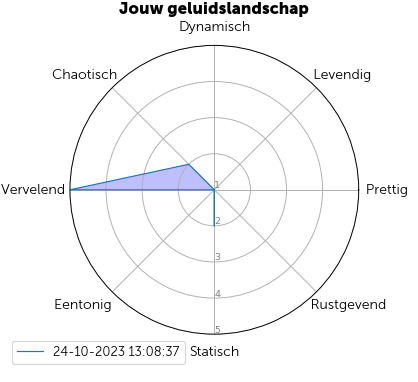 Jouw geluidslandschap
Dynamisch
Chaotisch
Levendig
Vervelend
1
Prettig
2
3
4
Eentonig
Rustgevend
5
24-10-2023 13:08:37
Statisch